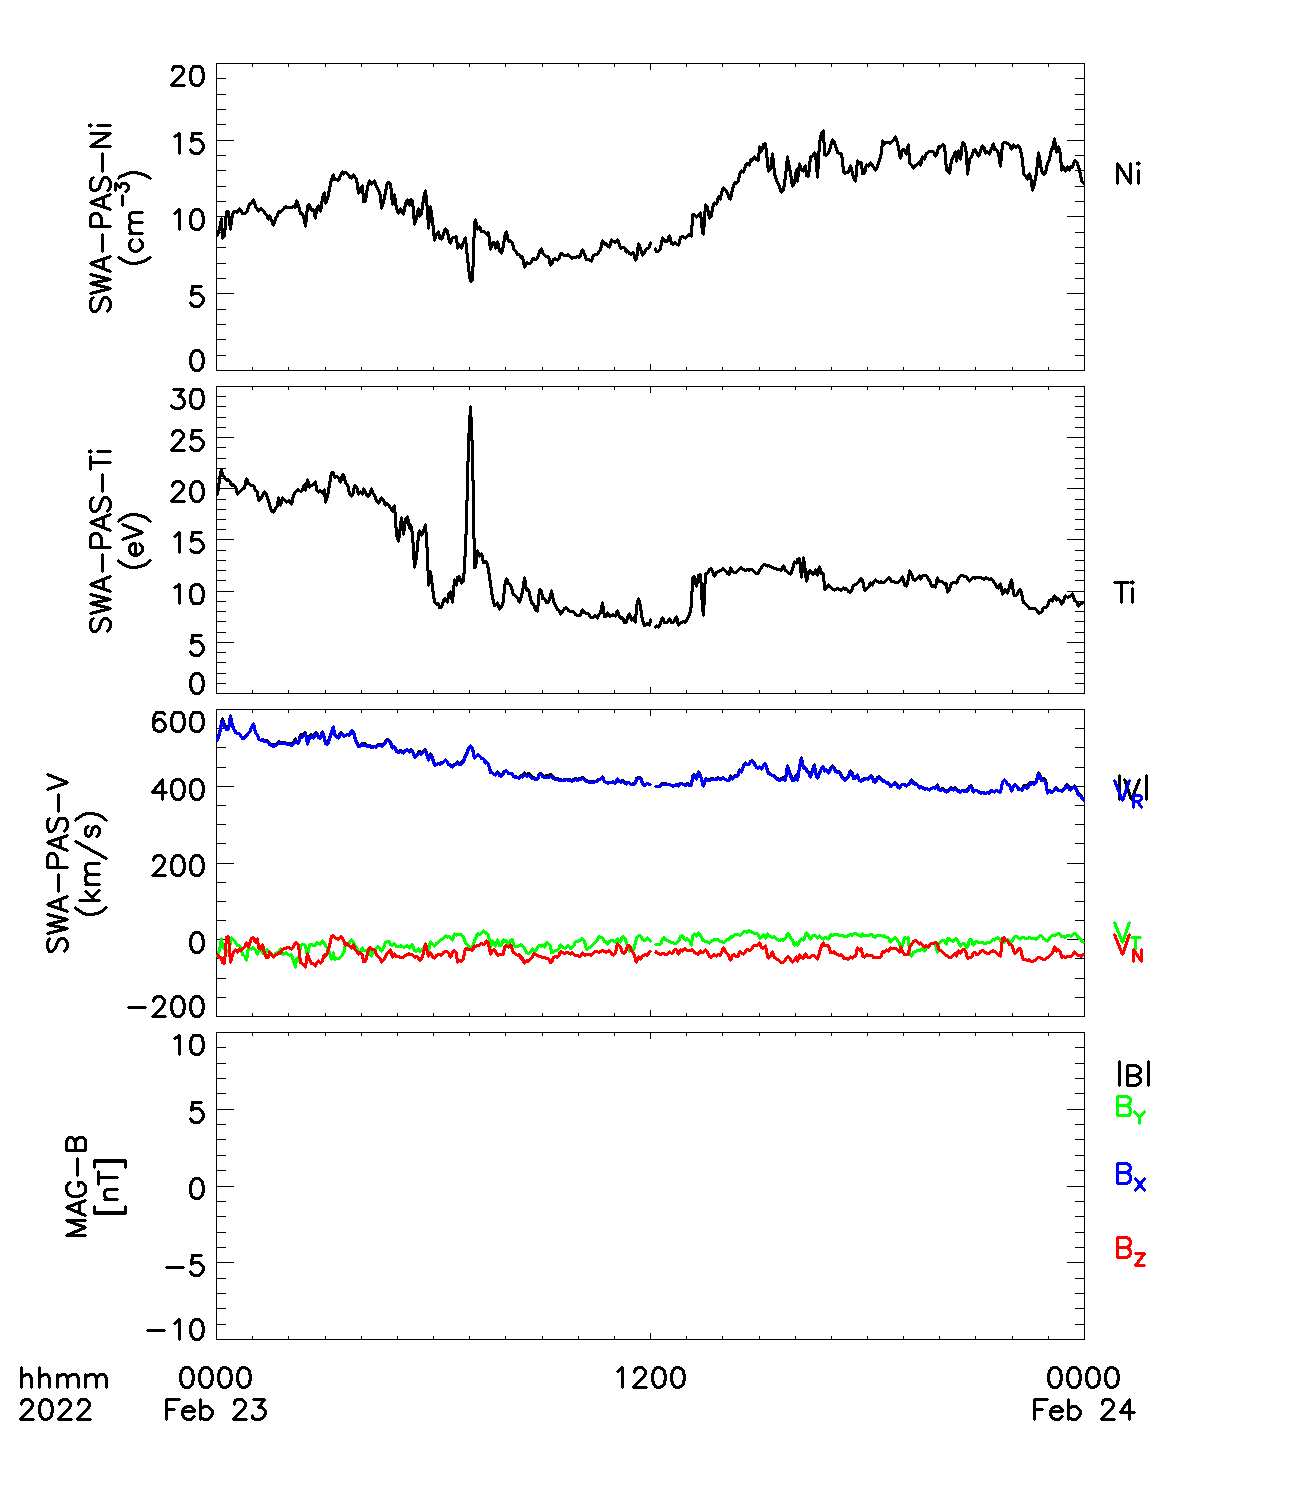 20
15
10
5
0
SWA-PAS-Ni
(cm⁻³)
Ni
30
25
20
15
10
5
0
SWA-PAS-Ti
(eV)
Ti
600
400
200
0
-200
SWA-PAS-V
(km/s)
|V|
V_R
V_T
V_N
10
5
0
-5
-10
MAG-B
[nT]
|B|
B_Y
B_X
B_Z
hhmm 0000 1200 0000
2022 Feb 23 Feb 24